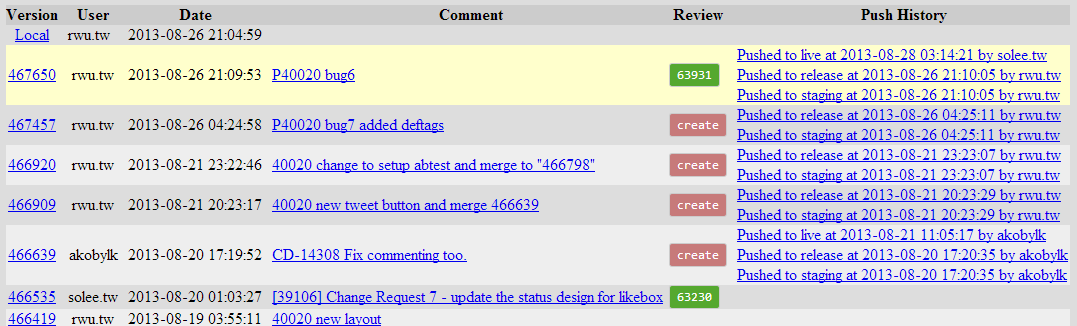 Version User Date Comment Review Push History
Local rwu.tw 2013-08-26 21:04:59
Pushed to live at 2013-08-28 03:14:21 by solee.tw
467650 rwu.tw 2013-08-26 21:09:53 P40020 bug6 63931 Pushed to release at 2013-08-26 21:10:05 by rwu.tw
Pushed to staging at 2013-08-26 21:10:05 by rwu.tw
467457 rwu.tw 2013-08-26 04:24:58 P40020 bug7 added deftags create Pushed to release at 2013-08-26 04:25:11 by rwu.tw
Pushed to staging at 2013-08-26 04:25:11 by rwu.tw
466920 rwu.tw 2013-08-21 23:22:46 40020 change to setup abtest and merge to "466798" create Pushed to release at 2013-08-21 23:23:07 by rwu.tw
Pushed to staging at 2013-08-21 23:23:07 by rwu.tw
466909 rwu.tw 2013-08-21 20:23:17 40020 new tweet button and merge 466639 create Pushed to release at 2013-08-21 20:23:29 by rwu.tw
Pushed to staging at 2013-08-21 20:23:29 by rwu.tw
Pushed to live at 2013-08-21 11:05:17 by akobylk
466639 akobylk 2013-08-20 17:19:52 CD-14308 Fix commenting too. create Pushed to release at 2013-08-20 17:20:35 by akobylk
Pushed to staging at 2013-08-20 17:20:35 by akobylk
466535 solee.tw 2013-08-20 01:03:27 [39106] Change Request 7 - update the status design for likebox 63230
466419 rwu.tw 2013-08-19 03:55:11 40020 new layout